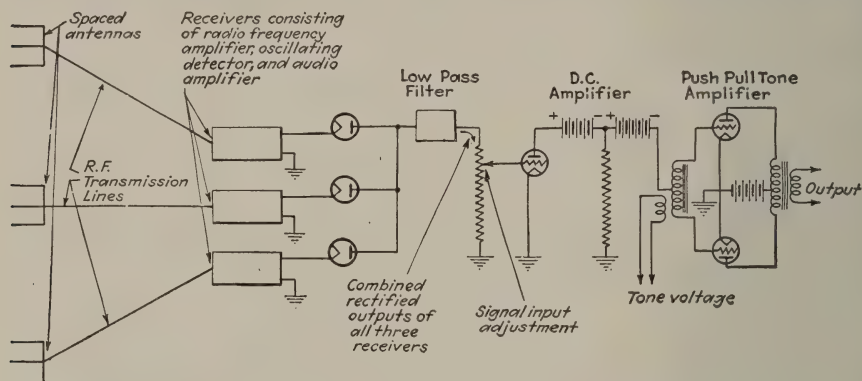 Spaced
antennas
Receivers consisting
of radio frequency
amplifier, oscillating
detector, and audio
amplifier
Low Pass
Filter
D.C.
Amplifier
Push Pull Tone
Amplifier
+ - + -
R.F.
Transmission
Lines
Output
Combined
rectified
outputs of
all three
receivers
Signal input
adjustment
Tone voltage